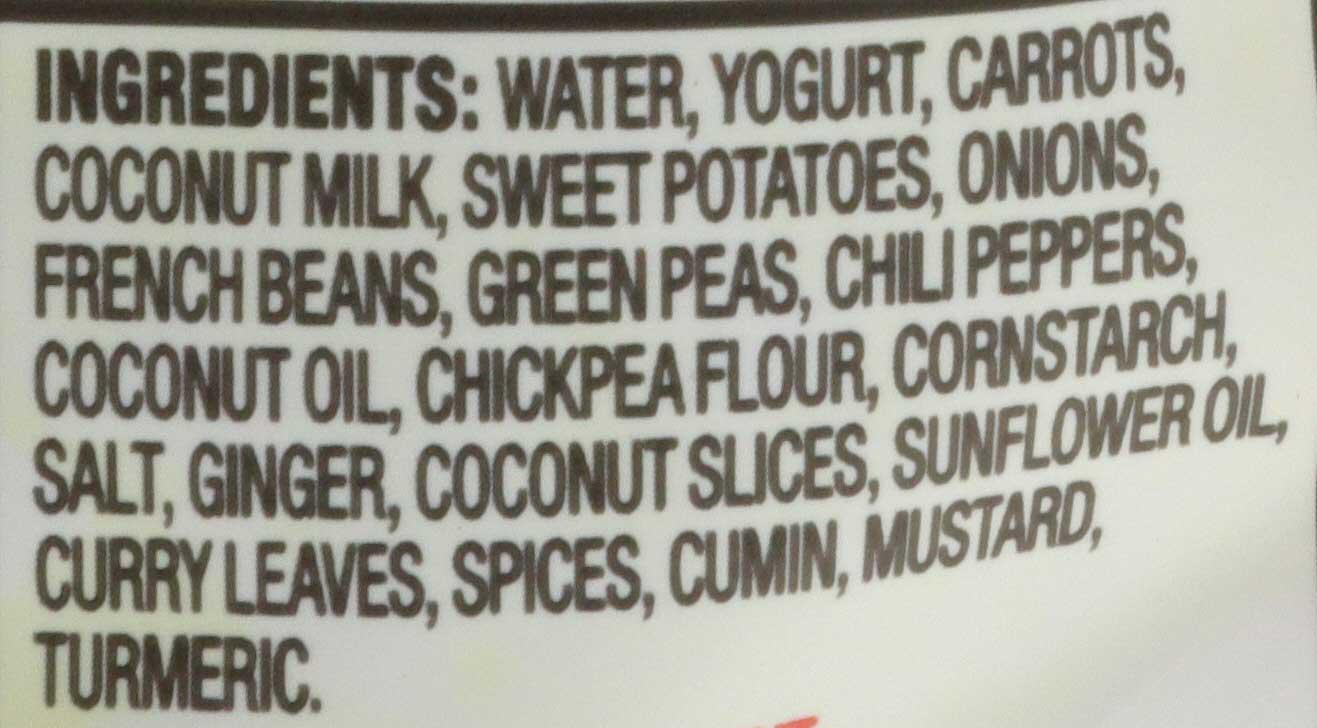 INGREDIENTS: WATER, YOGURT, CARROTS,
COCONUT MILK, SWEET POTATOES, ONIONS,
FRENCH BEANS, GREEN PEAS, CHILI PEPPERS,
COCONUT OIL, CHICKPEA FLOUR, CORNSTARCH,
SALT, GINGER, COCONUT SLICES, SUNFLOWER OIL,
CURRY LEAVES, SPICES, CUMIN, MUSTARD,
TURMERIC.